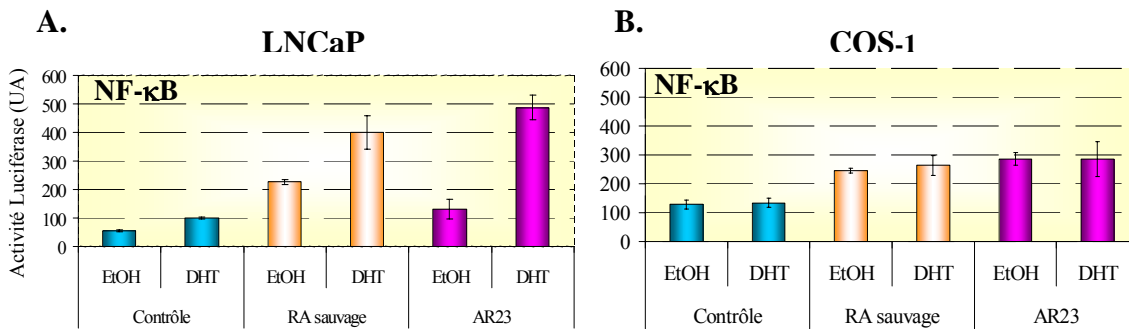 A.
LNCaP
NF-κB
Activité Luciférase (UA)
600
500
400
300
200
100
0
EtOH DHT EtOH DHT EtOH DHT
Contrôle RA sauvage AR23
B.
COS-1
NF-κB
600
500
400
300
200
100
0
EtOH DHT EtOH DHT EtOH DHT
Contrôle RA sauvage AR23